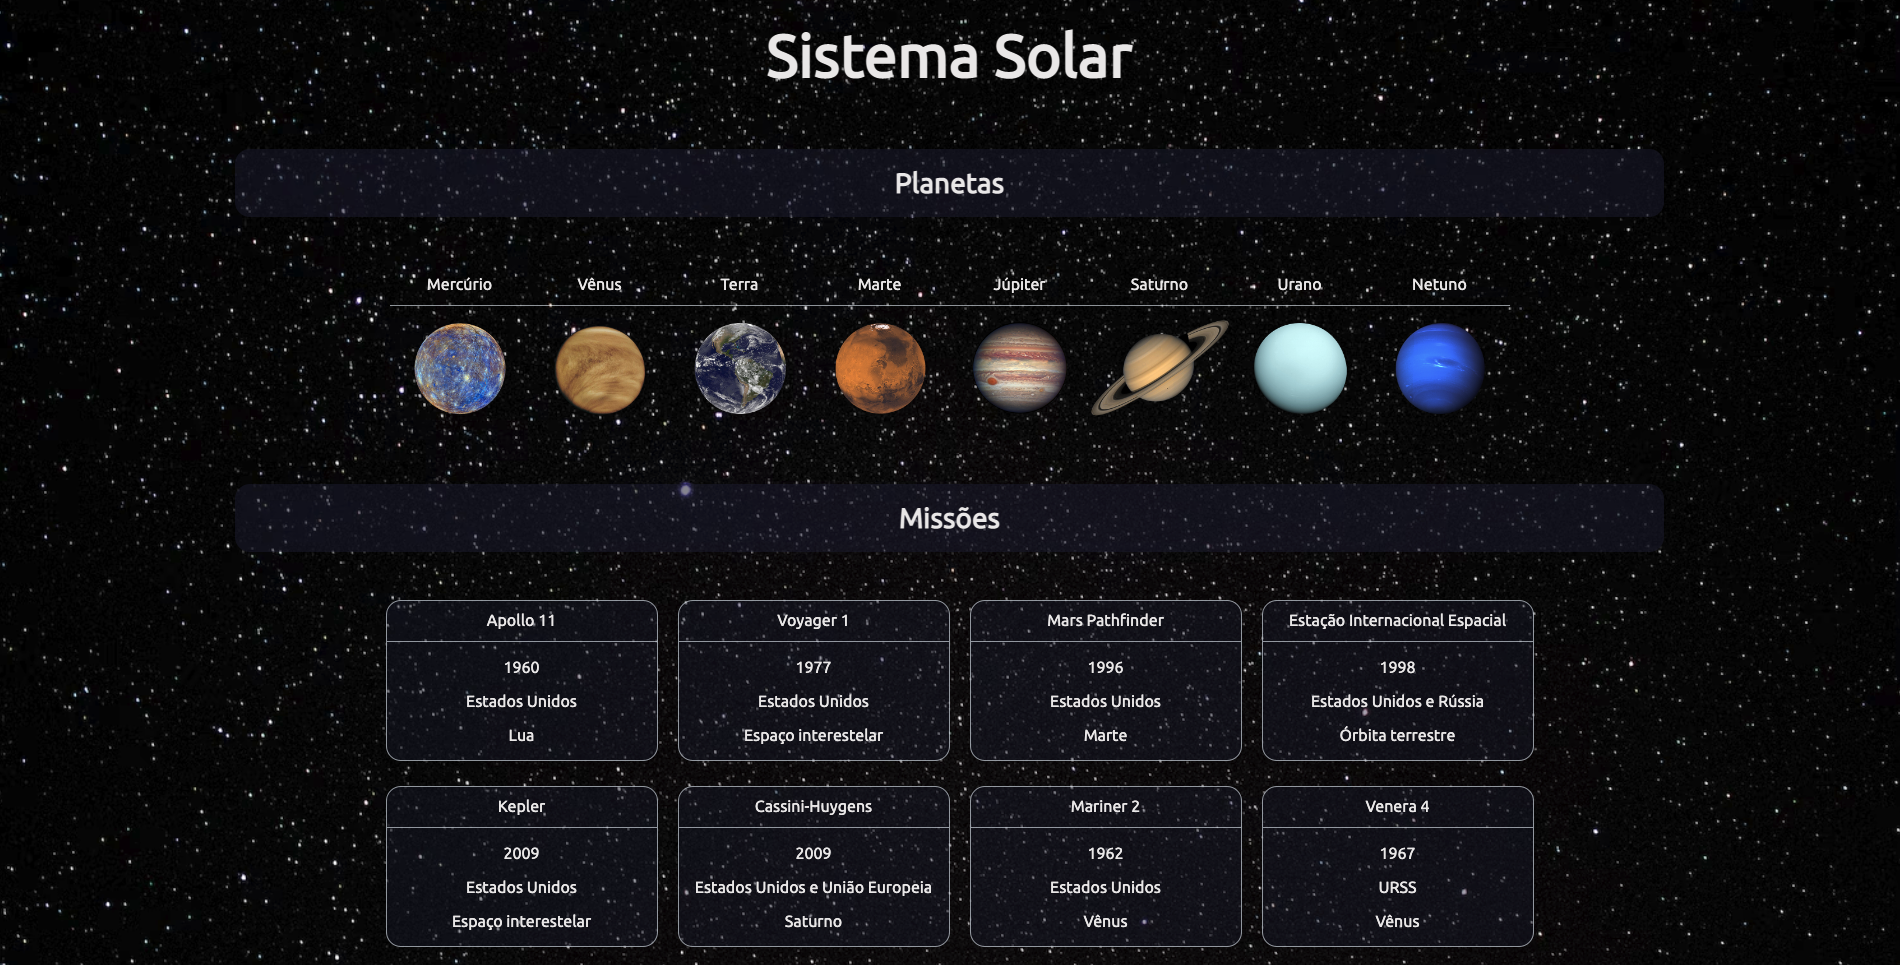 Sistema Solar
Planetas
Mercúrio Vênus Terra Marte Júpiter Saturno Urano Netuno
Missões
Apollo 11
1960
Estados Unidos
Lua
Voyager 1
1977
Estados Unidos
Espaço interestelar
Mars Pathfinder
1996
Estados Unidos
Marte
Estação Internacional Espacial
1998
Estados Unidos e Rússia
Órbita terrestre
Kepler
2009
Estados Unidos
Espaço interestelar
Cassini-Huygens
2009
Estados Unidos e União Europeia
Saturno
Mariner 2
1962
Estados Unidos
Vênus
Venera 4
1967
URSS
Vênus